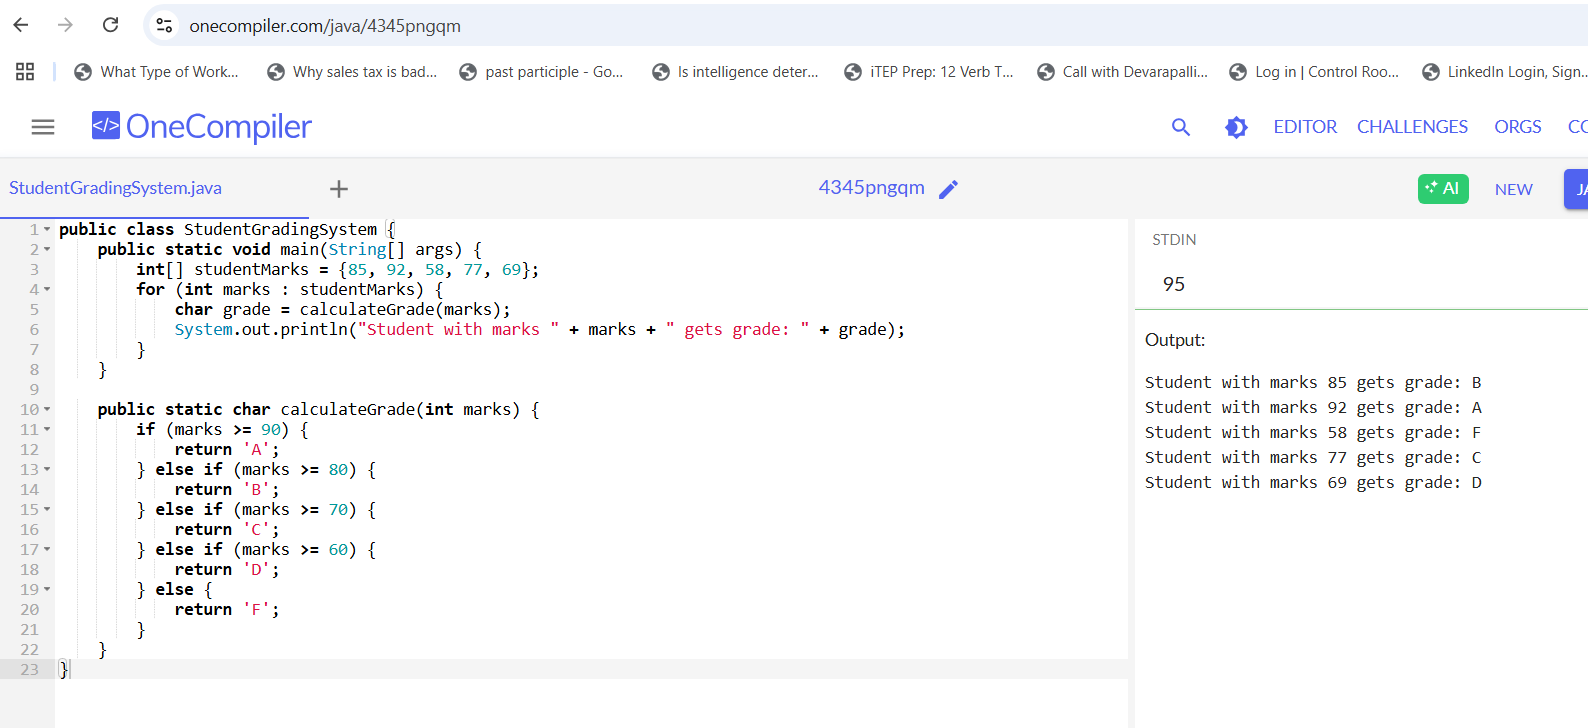 onecompiler.com/java/4345pngqm
What Type of Work...
Why sales tax is bad...
past participle - Go...
Is intelligence deter...
iTEP Prep: 12 Verb T...
Call with Devarapalli...
Log in | Control Roo...
LinkedIn Login, Sign...
</> OneCompiler
EDITOR
CHALLENGES
ORGS
CO
StudentGradingSystem.java
+
4345pngqm
AI
NEW
JA
1 public class StudentGradingSystem {
2     public static void main(String[] args) {
3         int[] studentMarks = {85, 92, 58, 77, 69};
4         for (int marks : studentMarks) {
5             char grade = calculateGrade(marks);
6             System.out.println("Student with marks " + marks + " gets grade: " + grade);
7         }
8     }
9
10     public static char calculateGrade(int marks) {
11         if (marks >= 90) {
12             return 'A';
13         } else if (marks >= 80) {
14             return 'B';
15         } else if (marks >= 70) {
16             return 'C';
17         } else if (marks >= 60) {
18             return 'D';
19         } else {
20             return 'F';
21         }
22     }
23 }
STDIN
95
Output:
Student with marks 85 gets grade: B
Student with marks 92 gets grade: A
Student with marks 58 gets grade: F
Student with marks 77 gets grade: C
Student with marks 69 gets grade: D